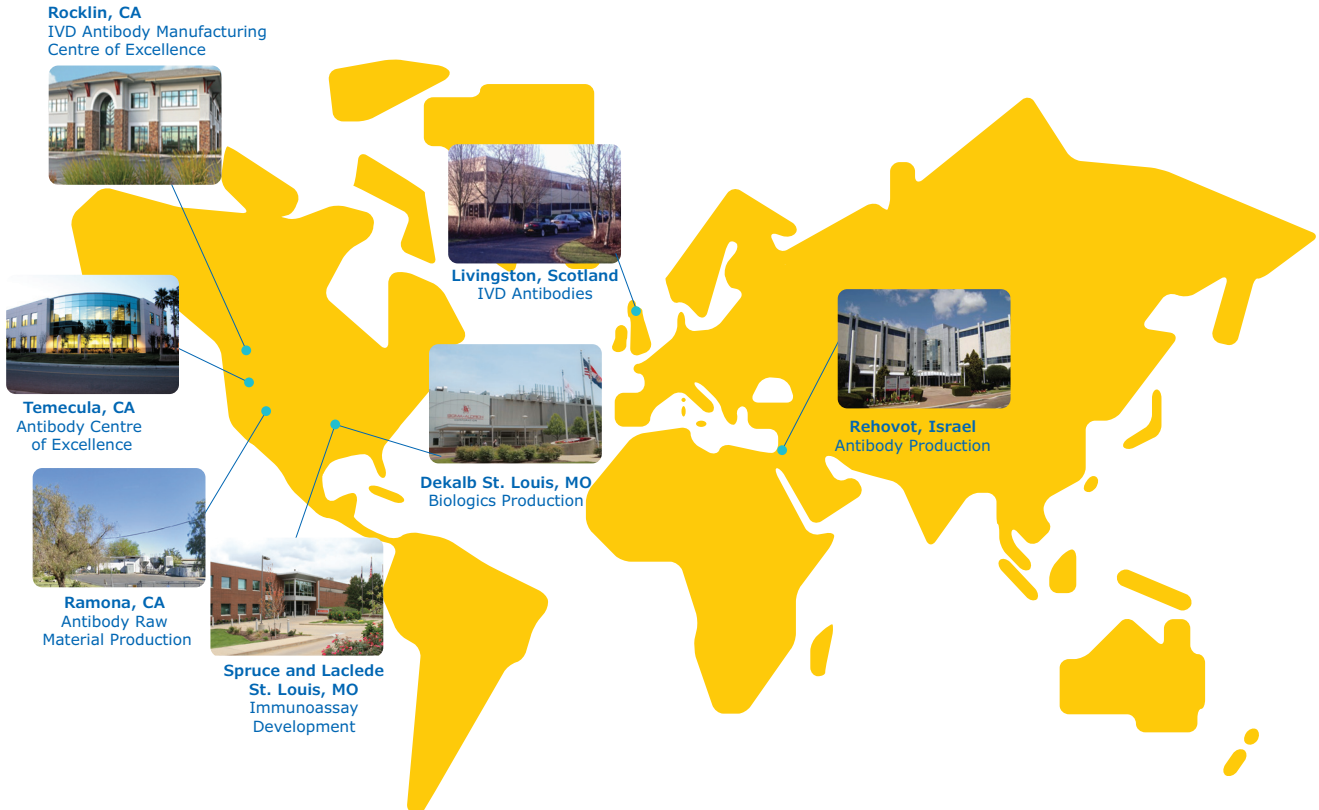 Rocklin, CA
IVD Antibody Manufacturing
Centre of Excellence
Livingston, Scotland
IVD Antibodies
Temecula, CA
Antibody Centre
of Excellence
Rehovot, Israel
Antibody Production
Dekalb St. Louis, MO
Biologics Production
Ramona, CA
Antibody Raw
Material Production
Spruce and Laclede
St. Louis, MO
Immunoassay
Development